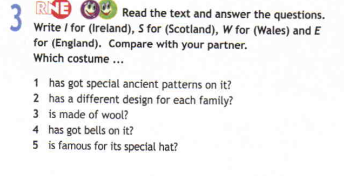 3 RNE Read the text and answer the questions.
Write I for (Ireland), S for (Scotland), W for (Wales) and E
for (England). Compare with your partner.
Which costume ...
1 has got special ancient patterns on it?
2 has a different design for each family?
3 is made of wool?
4 has got bells on it?
5 is famous for its special hat?